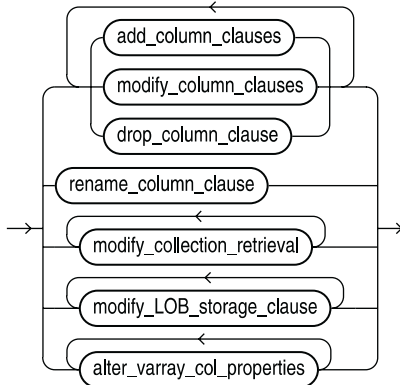 add_column_clauses
modify_column_clauses
drop_column_clause
rename_column_clause
modify_collection_retrieval
modify_LOB_storage_clause
alter_varray_col_properties